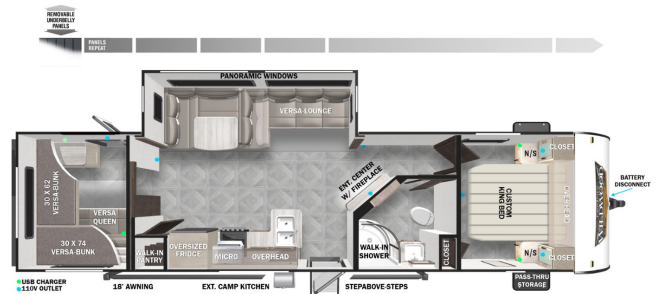 REMOVABLE
UNDERBELLY
PANELS
PANELS
REPEAT
PANORAMIC WINDOWS
VERSA-LOUNGE
30 X 62
VERSA-BUNK
VERSA
QUEEN
30 X 74
VERSA-BUNK
WALK-IN
PANTRY
OVERSIZED
FRIDGE
MICRO
OVERHEAD
ENT. CENTER
W/ FIREPLACE
WALK-IN
SHOWER
CLOSET
N/S
CLOSET
CUSTOM
KING BED
OVERHEAD
WILDWOOD
N/S
CLOSET
BATTERY
DISCONNECT
PASS-THRU
STORAGE
USB CHARGER
110V OUTLET
18' AWNING
EXT. CAMP KITCHEN
STEPABOVE-STEPS